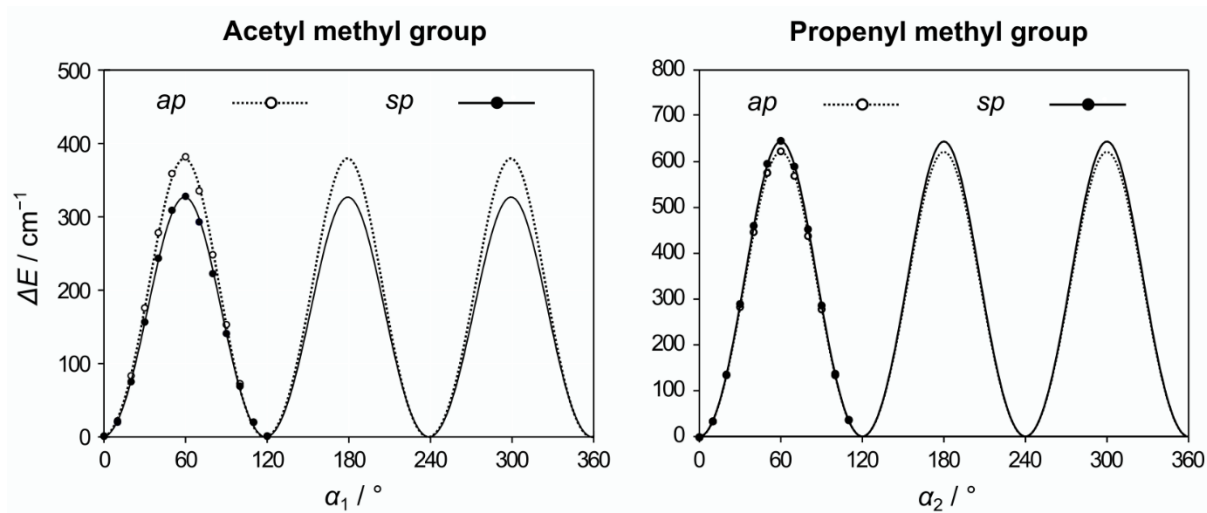 Acetyl methyl group
ap sp
500
400
300
200
100
0
0 60 120 180 240 300 360
ΔE / cm⁻¹
α₁ / °
Propenyl methyl group
ap sp
800
700
600
500
400
300
200
100
0
0 60 120 180 240 300 360
α₂ / °